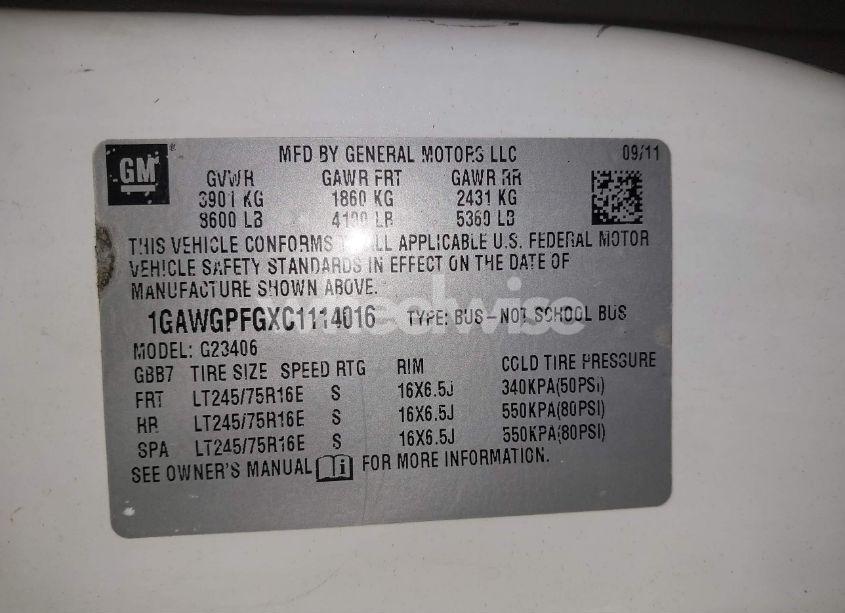 GM ® MFD BY GENERAL MOTORS LLC 09/11
GVWR GAWR FRT GAWR RR
3901 KG 1860 KG 2431 KG
8600 LB 4100 LB 5360 LB
THIS VEHICLE CONFORMS TO ALL APPLICABLE U.S. FEDERAL MOTOR
VEHICLE SAFETY STANDARDS IN EFFECT ON THE DATE OF
MANUFACTURE SHOWN ABOVE.
wheelwise
1GAWGPFGXC1114016 TYPE: BUS-NOT SCHOOL BUS
MODEL: G23406
GBB7 TIRE SIZE SPEED RTG RIM COLD TIRE PRESSURE
FRT LT245/75R16E S 16X6.5J 340KPA(50PSI)
RR LT245/75R16E S 16X6.5J 550KPA(80PSI)
SPA LT245/75R16E S 16X6.5J 550KPA(80PSI)
SEE OWNER'S MANUAL FOR MORE INFORMATION.